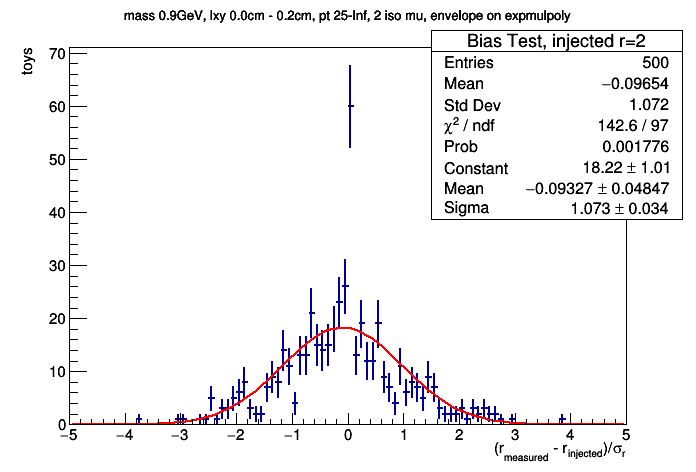 mass 0.9GeV, lxy 0.0cm - 0.2cm, pt 25-Inf, 2 iso mu, envelope on expmulpoly
Bias Test, injected r=2
Entries 500
Mean −0.09654
Std Dev 1.072
χ² / ndf 142.6 / 97
Prob 0.001776
Constant 18.22 ± 1.01
Mean −0.09327 ± 0.04847
Sigma 1.073 ± 0.034
toys
70
60
50
40
30
20
10
0
−5 −4 −3 −2 −1 0 1 2 3 4 5
(r_measured - r_injected)/σ_r